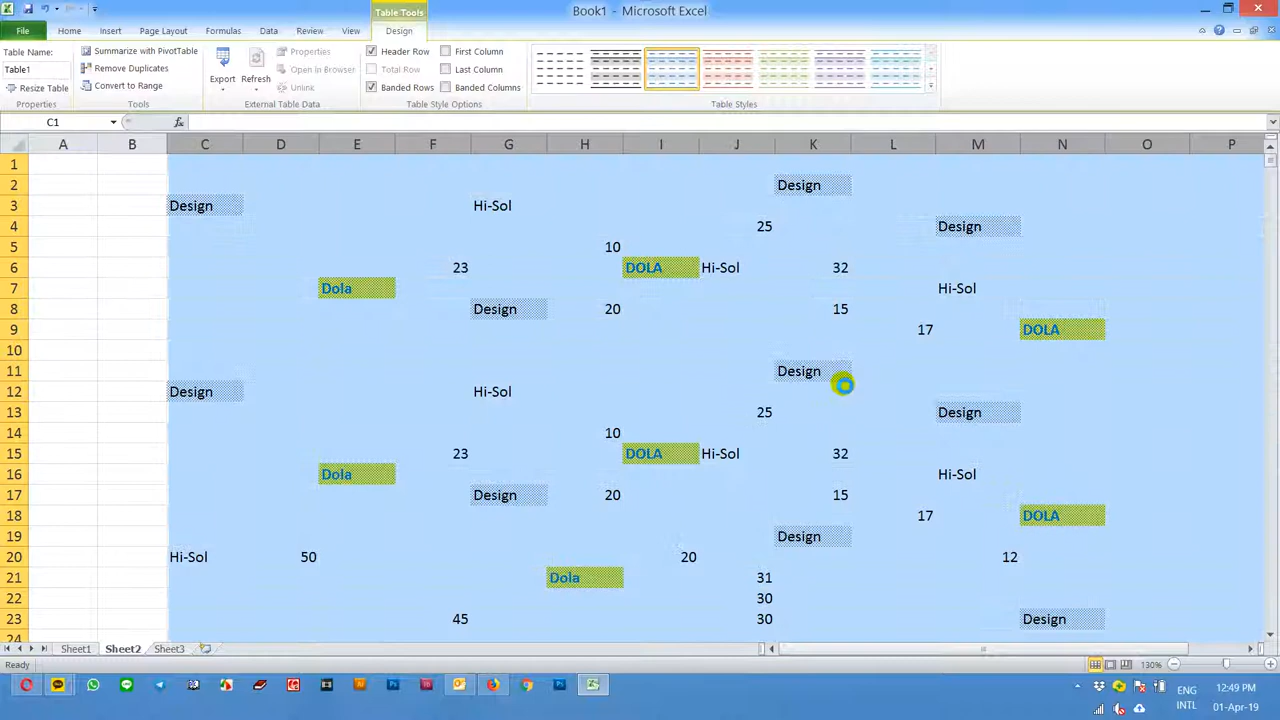 Table Tools
Book1 - Microsoft Excel
File Home Insert Page Layout Formulas Data Review View Design
Table Name:
Table1
Resize Table
Properties
Summarize with PivotTable
Remove Duplicates
Convert to Range
Tools
Export Refresh
Properties
Open in Browser
Unlink
External Table Data
Header Row First Column
Total Row Last Column
Banded Rows Banded Columns
Table Style Options
Table Styles
C1 fx
A B C D E F G H I J K L M N O P
1
2 Design
3 Design Hi-Sol
4 25 Design
5 10
6 23 DOLA Hi-Sol 32
7 Dola Hi-Sol
8 Design 20 15
9 17 DOLA
10
11 Design
12 Design Hi-Sol
13 25 Design
14 10
15 23 DOLA Hi-Sol 32
16 Dola Hi-Sol
17 Design 20 15
18 17 DOLA
19 Design
20 Hi-Sol 50 20 12
21 Dola 31
22 30
23 45 30 Design
24
Sheet1 Sheet2 Sheet3
Ready 130%
ENG 12:49 PM
INTL 01-Apr-19